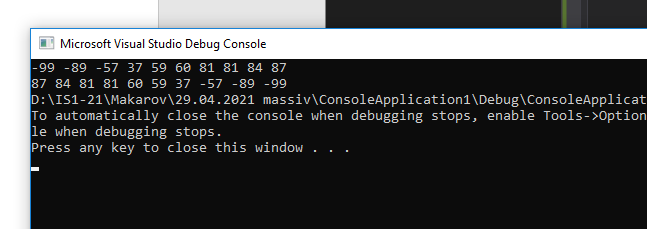 Microsoft Visual Studio Debug Console
-99 -89 -57 37 59 60 81 81 84 87
87 84 81 81 60 59 37 -57 -89 -99
D:\IS1-21\Makarov\29.04.2021 massiv\ConsoleApplication1\Debug\ConsoleApplicat
To automatically close the console when debugging stops, enable Tools->Option
le when debugging stops.
Press any key to close this window . . .